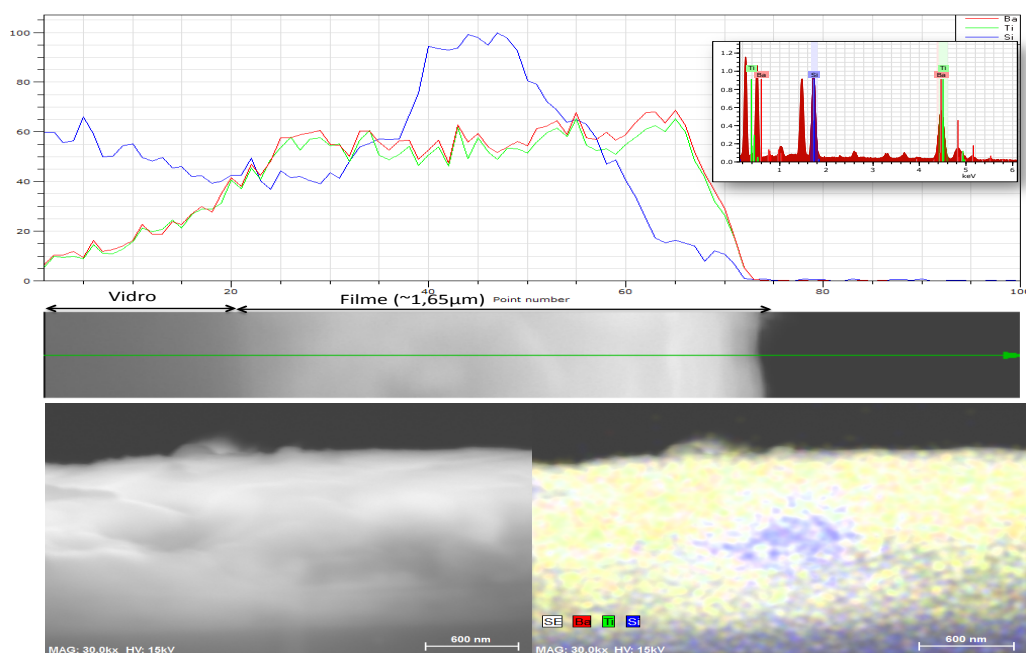 Ba
Ti
Si
100
80
60
40
20
0
1.2
1.0
0.8
0.6
0.4
0.2
0.0
Ti
Ba
Si
Ti
Ba
1 2 3 4 5 6
keV
20 40 60 80 100
Point number
Vidro
Filme (~1,65µm)
MAG: 30.0kx HV: 15kV
600 nm
SE Ba Ti Si
MAG: 30.0kx HV: 15kV
600 nm